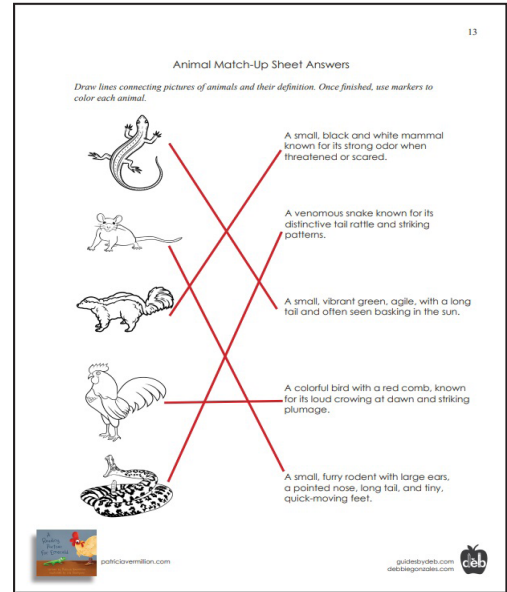 13
Animal Match-Up Sheet Answers
Draw lines connecting pictures of animals and their definition. Once finished, use markers to
color each animal.
A small, black and white mammal
known for its strong odor when
threatened or scared.
A venomous snake known for its
distinctive tail rattle and striking
patterns.
A small, vibrant green, agile, with a long
tail and often seen basking in the sun.
A colorful bird with a red comb, known
for its loud crowing at dawn and striking
plumage.
A small, furry rodent with large ears,
a pointed nose, long tail, and tiny,
quick-moving feet.
patriciavermillion.com
guidesbydeb.com
debbiegonzales.com
deb